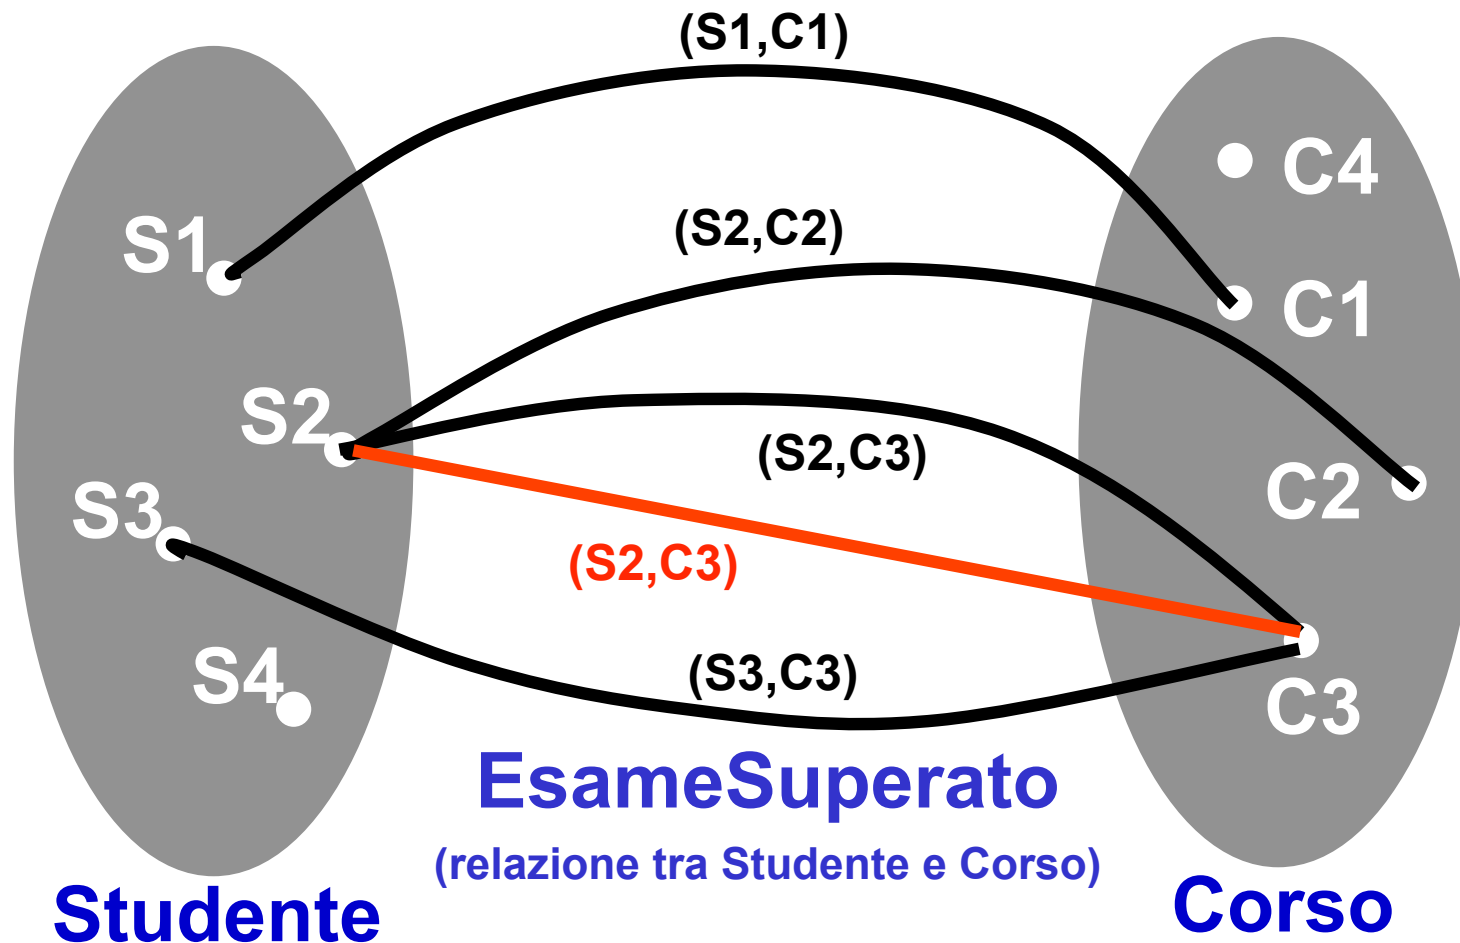 (S1,C1)
C4
S1
(S2,C2)
C1
S2
(S2,C3)
C2
S3
(S2,C3)
S4
(S3,C3)
C3
EsameSuperato
(relazione tra Studente e Corso)
Studente
Corso